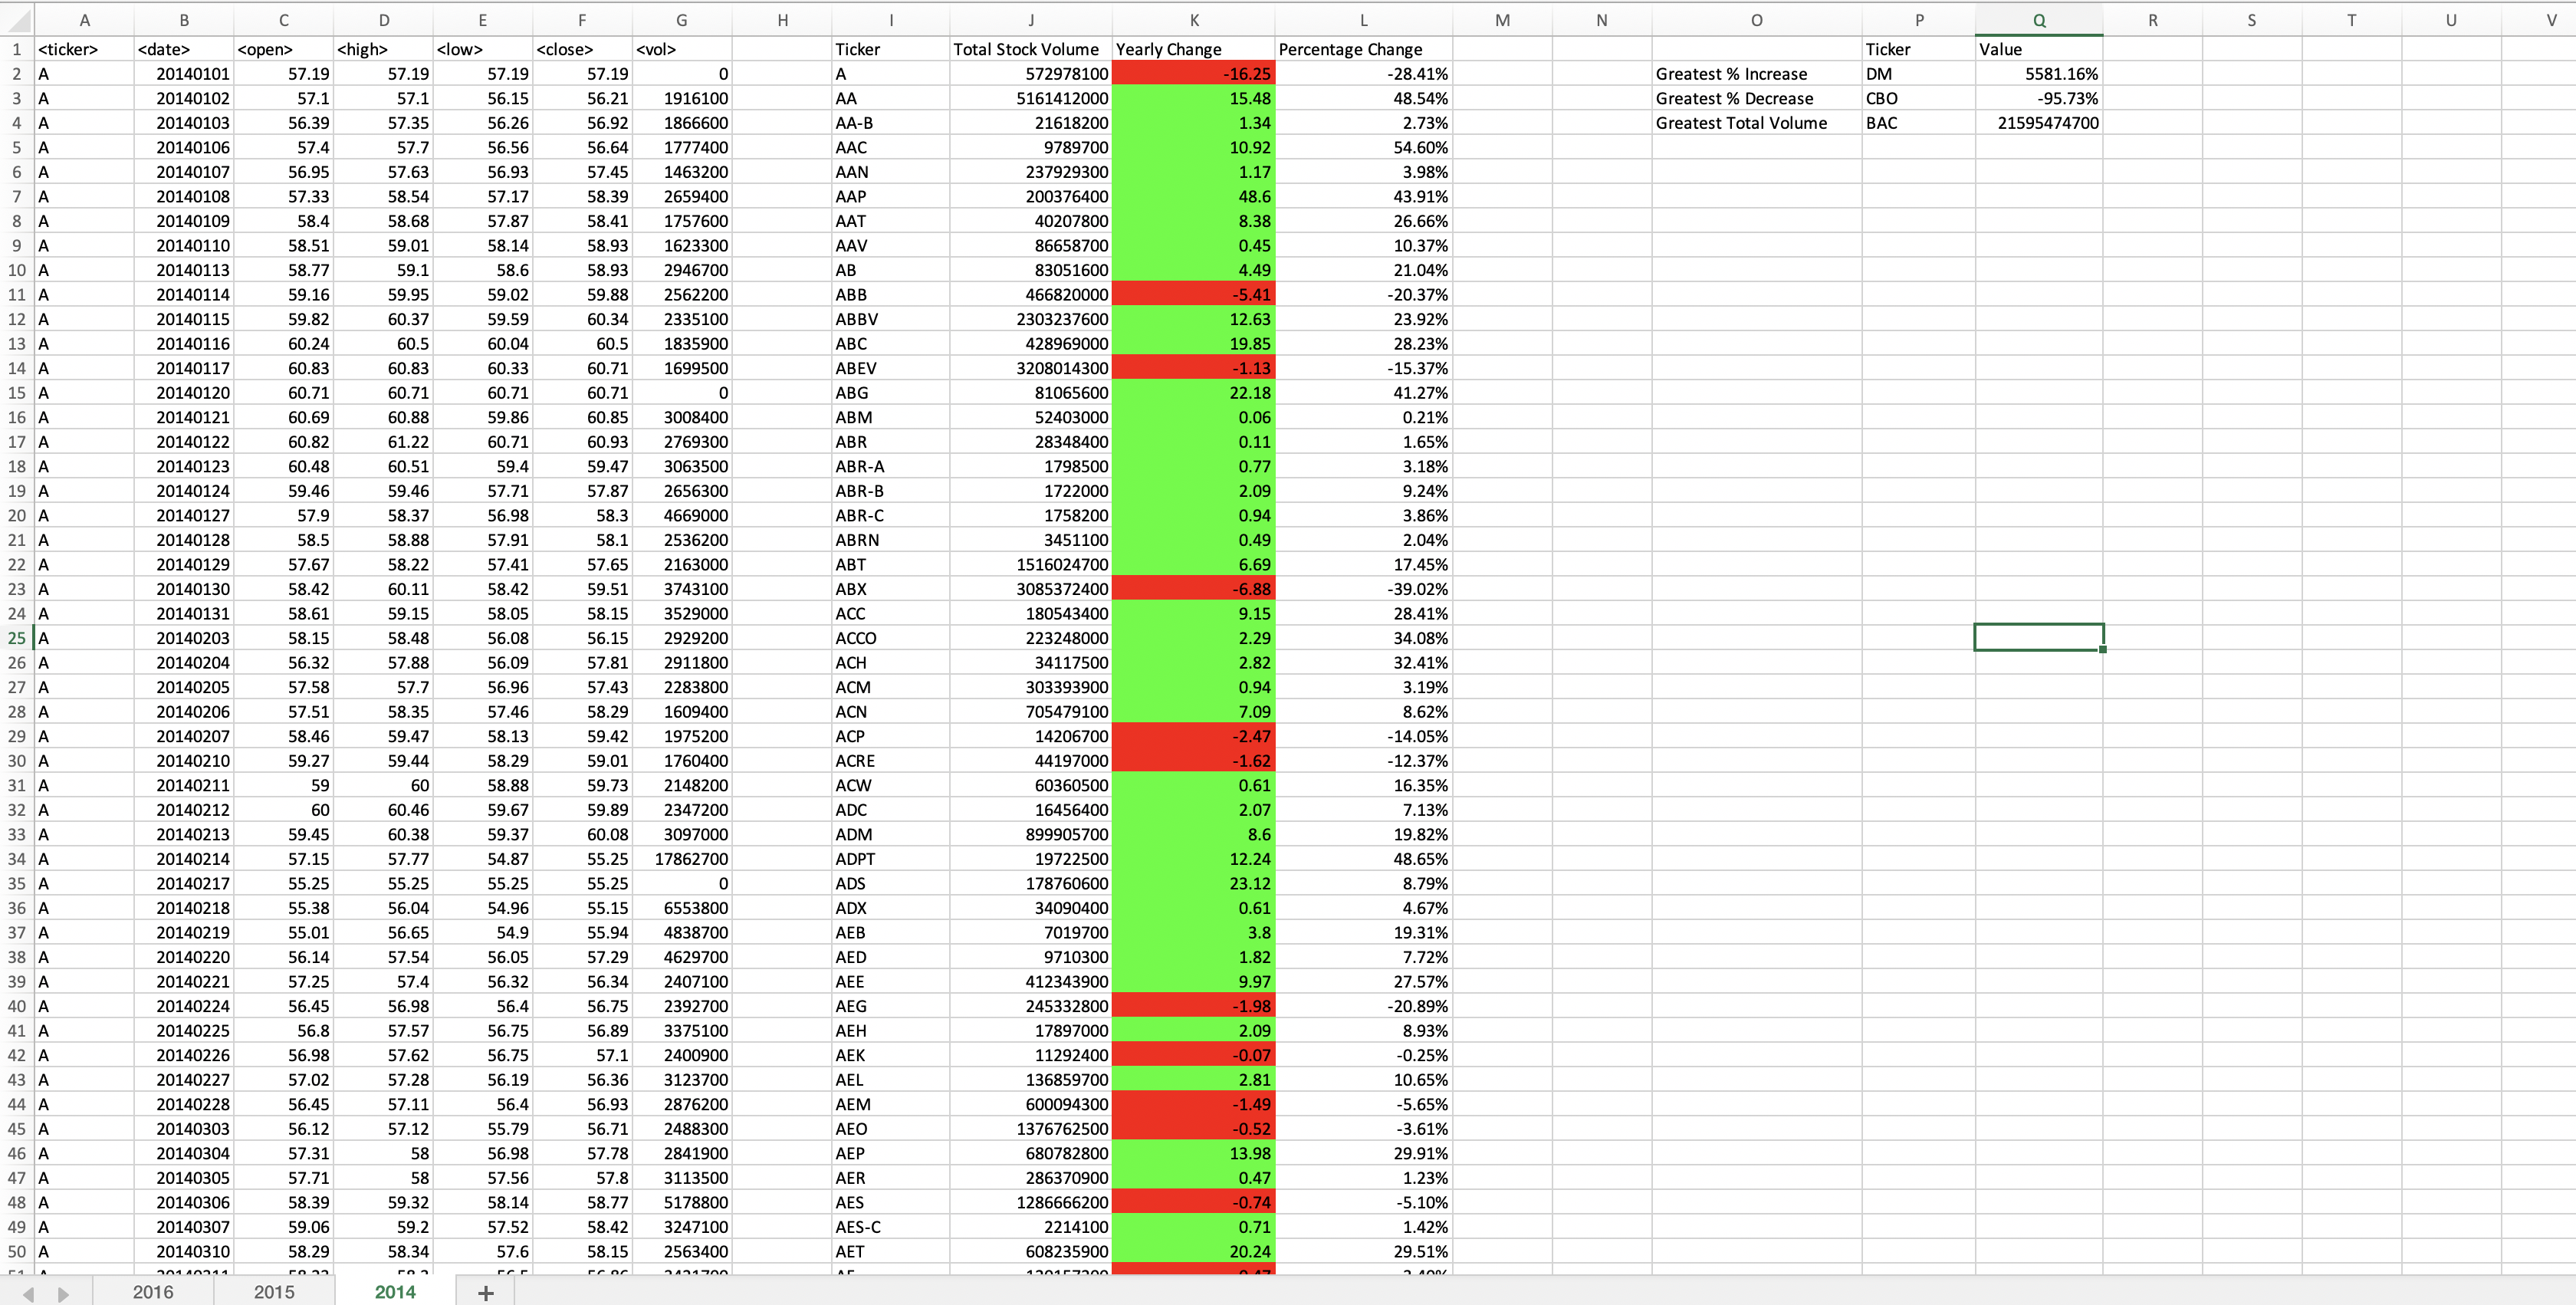 A B C D E F G H I J K L M N O P Q R S T U V
1 <ticker> <date> <open> <high> <low> <close> <vol> Ticker Total Stock Volume Yearly Change Percentage Change Ticker Value
2 A 20140101 57.19 57.19 57.19 57.19 0 A 572978100 -16.25 -28.41% Greatest % Increase DM 5581.16%
3 A 20140102 57.1 57.1 56.15 56.21 1916100 AA 5161412000 15.48 48.54% Greatest % Decrease CBO -95.73%
4 A 20140103 56.39 57.35 56.26 56.92 1866600 AA-B 21618200 1.34 2.73% Greatest Total Volume BAC 21595474700
5 A 20140106 57.4 57.7 56.56 56.64 1777400 AAC 9789700 10.92 54.60%
6 A 20140107 56.95 57.63 56.93 57.45 1463200 AAN 237929300 1.17 3.98%
7 A 20140108 57.33 58.54 57.17 58.39 2659400 AAP 200376400 48.6 43.91%
8 A 20140109 58.4 58.68 57.87 58.41 1757600 AAT 40207800 8.38 26.66%
9 A 20140110 58.51 59.01 58.14 58.93 1623300 AAV 86658700 0.45 10.37%
10 A 20140113 58.77 59.1 58.6 58.93 2946700 AB 83051600 4.49 21.04%
11 A 20140114 59.16 59.95 59.02 59.88 2562200 ABB 466820000 -5.41 -20.37%
12 A 20140115 59.82 60.37 59.59 60.34 2335100 ABBV 2303237600 12.63 23.92%
13 A 20140116 60.24 60.5 60.04 60.5 1835900 ABC 428969000 19.85 28.23%
14 A 20140117 60.83 60.83 60.33 60.71 1699500 ABEV 3208014300 -1.13 -15.37%
15 A 20140120 60.71 60.71 60.71 60.71 0 ABG 81065600 22.18 41.27%
16 A 20140121 60.69 60.88 59.86 60.85 3008400 ABM 52403000 0.06 0.21%
17 A 20140122 60.82 61.22 60.71 60.93 2769300 ABR 28348400 0.11 1.65%
18 A 20140123 60.48 60.51 59.4 59.47 3063500 ABR-A 1798500 0.77 3.18%
19 A 20140124 59.46 59.46 57.71 57.87 2656300 ABR-B 1722000 2.09 9.24%
20 A 20140127 57.9 58.37 56.98 58.3 4669000 ABR-C 1758200 0.94 3.86%
21 A 20140128 58.5 58.88 57.91 58.1 2536200 ABRN 3451100 0.49 2.04%
22 A 20140129 57.67 58.22 57.41 57.65 2163000 ABT 1516024700 6.69 17.45%
23 A 20140130 58.42 60.11 58.42 59.51 3743100 ABX 3085372400 -6.88 -39.02%
24 A 20140131 58.61 59.15 58.05 58.15 3529000 ACC 180543400 9.15 28.41%
25 A 20140203 58.15 58.48 56.08 56.15 2929200 ACCO 223248000 2.29 34.08%
26 A 20140204 56.32 57.88 56.09 57.81 2911800 ACH 34117500 2.82 32.41%
27 A 20140205 57.58 57.7 56.96 57.43 2283800 ACM 303393900 0.94 3.19%
28 A 20140206 57.51 58.35 57.46 58.29 1609400 ACN 705479100 7.09 8.62%
29 A 20140207 58.46 59.47 58.13 59.42 1975200 ACP 14206700 -2.47 -14.05%
30 A 20140210 59.27 59.44 58.29 59.01 1760400 ACRE 44197000 -1.62 -12.37%
31 A 20140211 59 60 58.88 59.73 2148200 ACW 60360500 0.61 16.35%
32 A 20140212 60 60.46 59.67 59.89 2347200 ADC 16456400 2.07 7.13%
33 A 20140213 59.45 60.38 59.37 60.08 3097000 ADM 899905700 8.6 19.82%
34 A 20140214 57.15 57.77 54.87 55.25 17862700 ADPT 19722500 12.24 48.65%
35 A 20140217 55.25 55.25 55.25 55.25 0 ADS 178760600 23.12 8.79%
36 A 20140218 55.38 56.04 54.96 55.15 6553800 ADX 34090400 0.61 4.67%
37 A 20140219 55.01 56.65 54.9 55.94 4838700 AEB 7019700 3.8 19.31%
38 A 20140220 56.14 57.54 56.05 57.29 4629700 AED 9710300 1.82 7.72%
39 A 20140221 57.25 57.4 56.32 56.34 2407100 AEE 412343900 9.97 27.57%
40 A 20140224 56.45 56.98 56.4 56.75 2392700 AEG 245332800 -1.98 -20.89%
41 A 20140225 56.8 57.57 56.75 56.89 3375100 AEH 17897000 2.09 8.93%
42 A 20140226 56.98 57.62 56.75 57.1 2400900 AEK 11292400 -0.07 -0.25%
43 A 20140227 57.02 57.28 56.19 56.36 3123700 AEL 136859700 2.81 10.65%
44 A 20140228 56.45 57.11 56.4 56.93 2876200 AEM 600094300 -1.49 -5.65%
45 A 20140303 56.12 57.12 55.79 56.71 2488300 AEO 1376762500 -0.52 -3.61%
46 A 20140304 57.31 58 56.98 57.78 2841900 AEP 680782800 13.98 29.91%
47 A 20140305 57.71 58 57.56 57.8 3113500 AER 286370900 0.47 1.23%
48 A 20140306 58.39 59.32 58.14 58.77 5178800 AES 1286666200 -0.74 -5.10%
49 A 20140307 59.06 59.2 57.52 58.42 3247100 AES-C 2214100 0.71 1.42%
50 A 20140310 58.29 58.34 57.6 58.15 2563400 AET 608235900 20.24 29.51%
2016 2015 2014 +